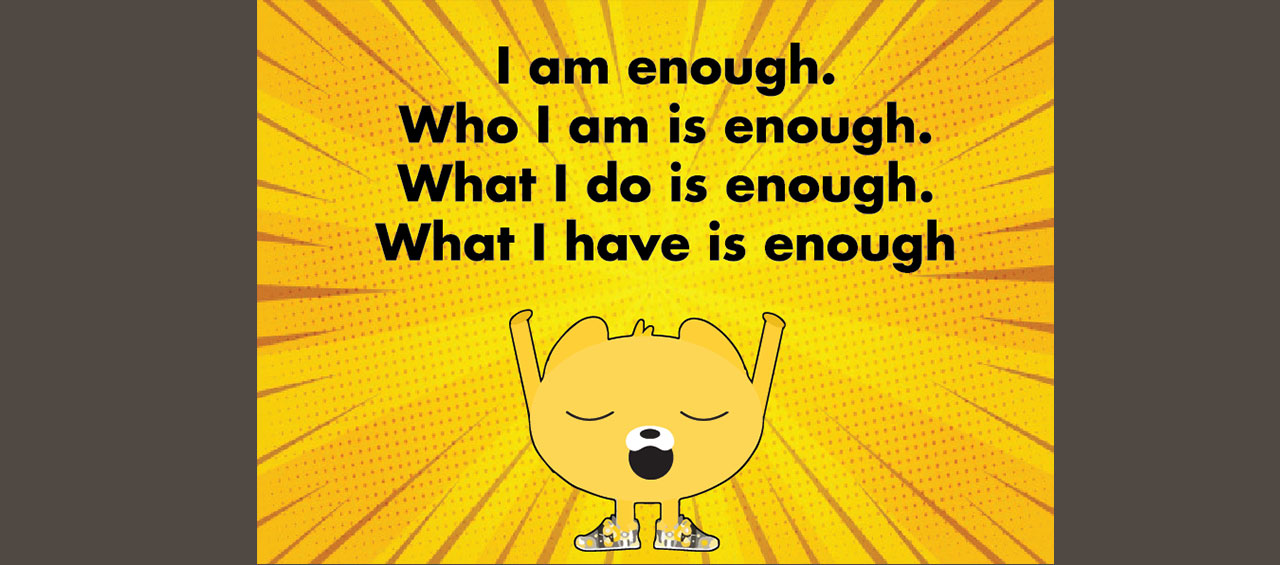 I am enough.
Who I am is enough.
What I do is enough.
What I have is enough